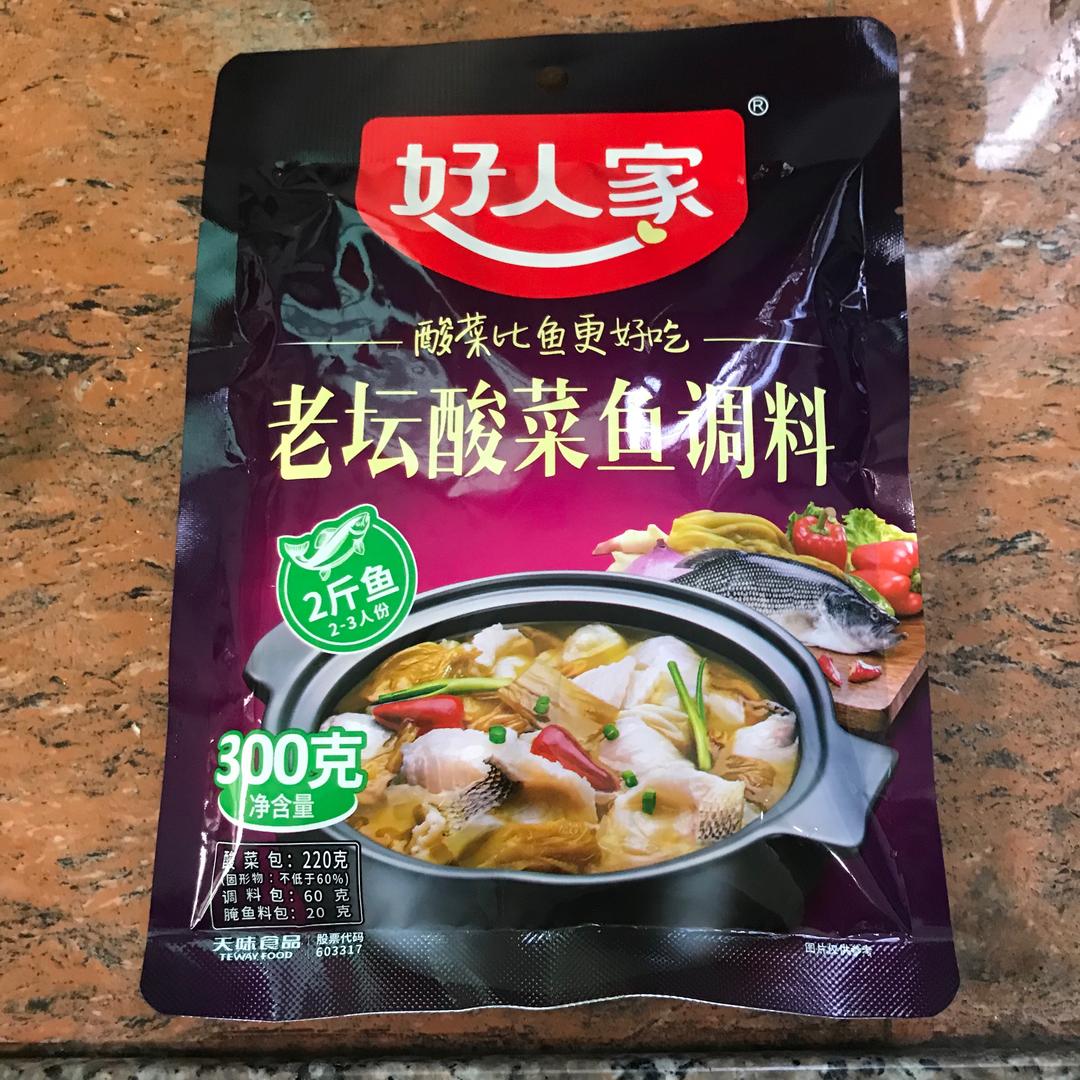 好人家
®
酸菜比鱼更好吃
老坛酸菜鱼调料
2斤鱼
2-3人份
300克
净含量
酸菜包：220克
(固形物：不低于60%)
调料包：60克
腌鱼料包：20克
天味食品 股票代码
TEWAY FOOD 603317
图片仅供参考